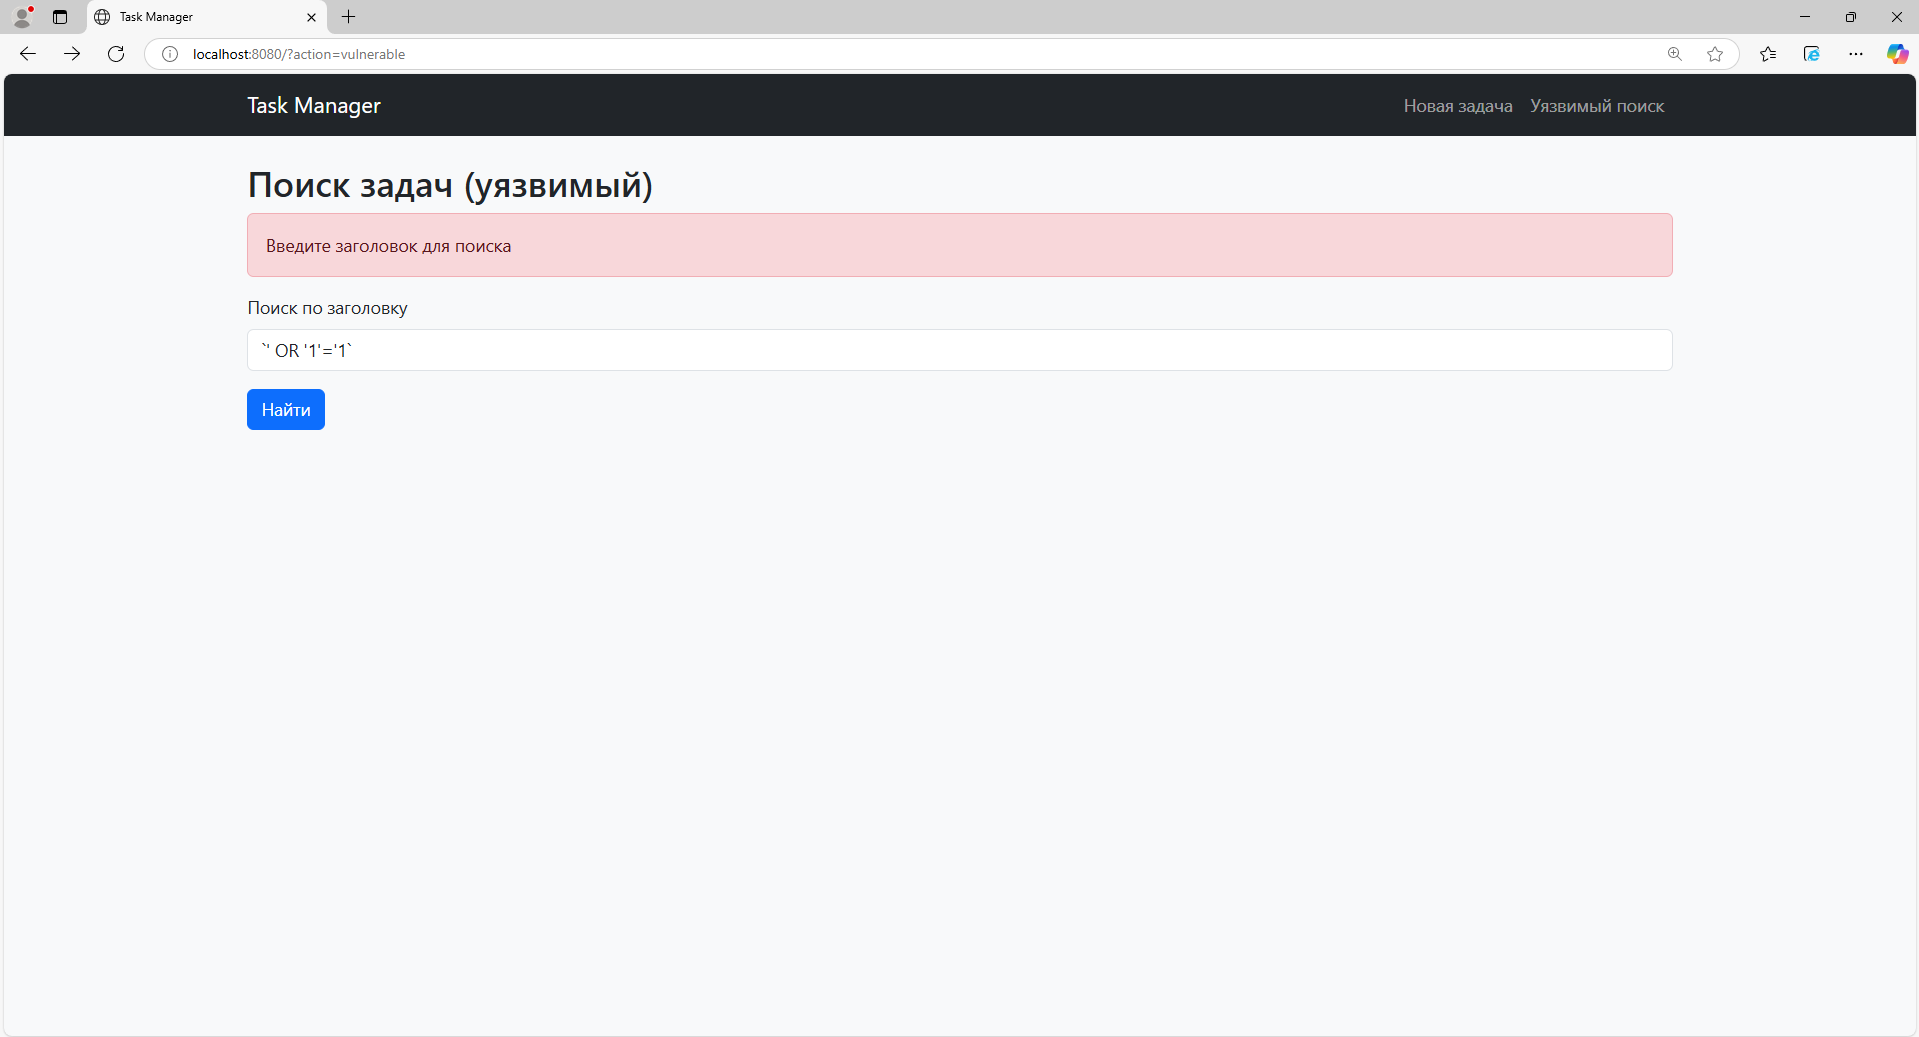 Task Manager
localhost:8080/?action=vulnerable
Task Manager
Новая задача
Уязвимый поиск
Поиск задач (уязвимый)
Введите заголовок для поиска
Поиск по заголовку
`' OR '1'='1`
Найти